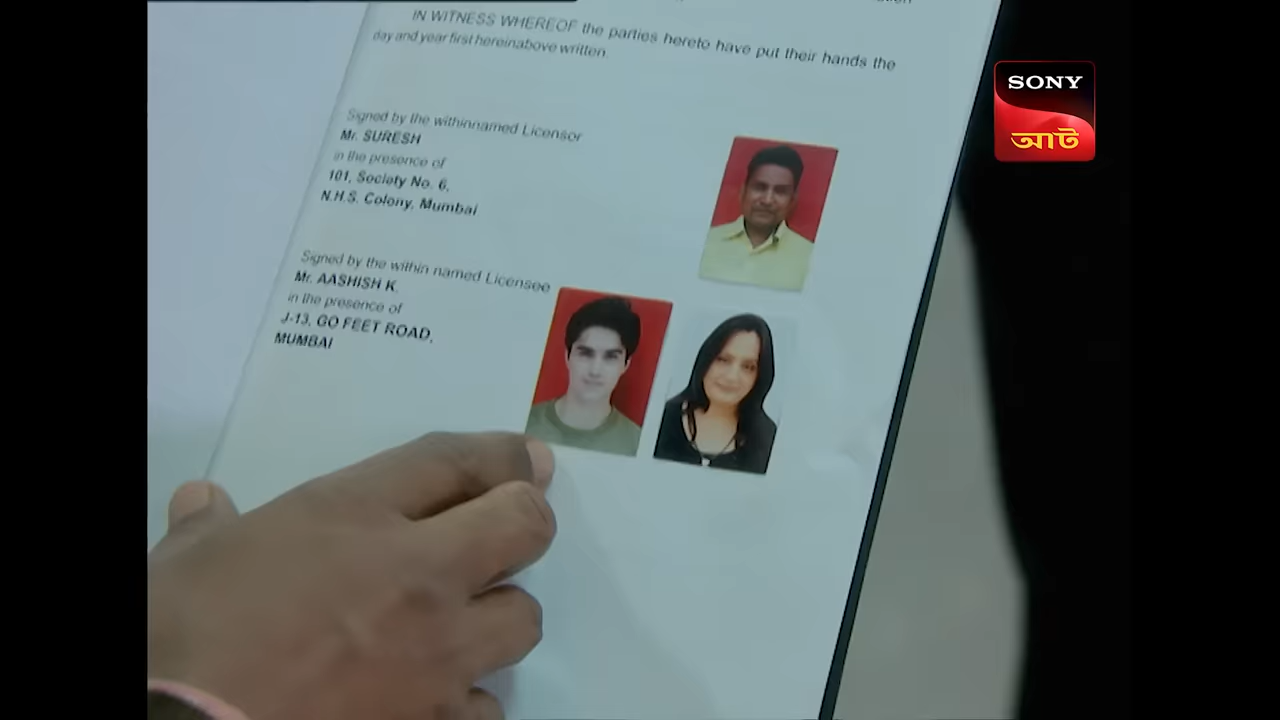 IN WITNESS WHEREOF the parties hereto have put their hands the
day and year first hereinabove written.
SONY
আট
Signed by the withinnamed Licensor
Mr. SURESH
in the presence of
101, Society No. 6,
N.H.S. Colony, Mumbai
Signed by the within named Licensee
Mr. AASHISH K.
in the presence of
J-13, GO FEET ROAD,
MUMBAI